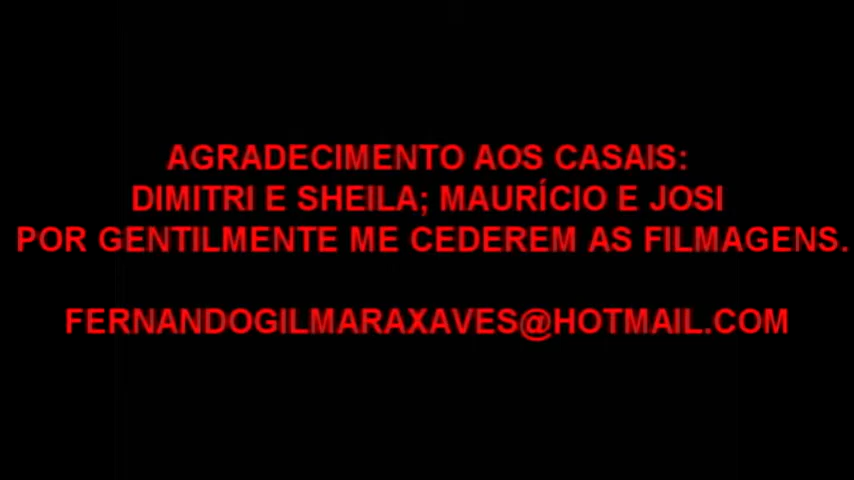 AGRADECIMENTO AOS CASAIS:
DIMITRI E SHEILA; MAURÍCIO E JOSI
POR GENTILMENTE ME CEDEREM AS FILMAGENS.
FERNANDOGILMARAXAVES@HOTMAIL.COM